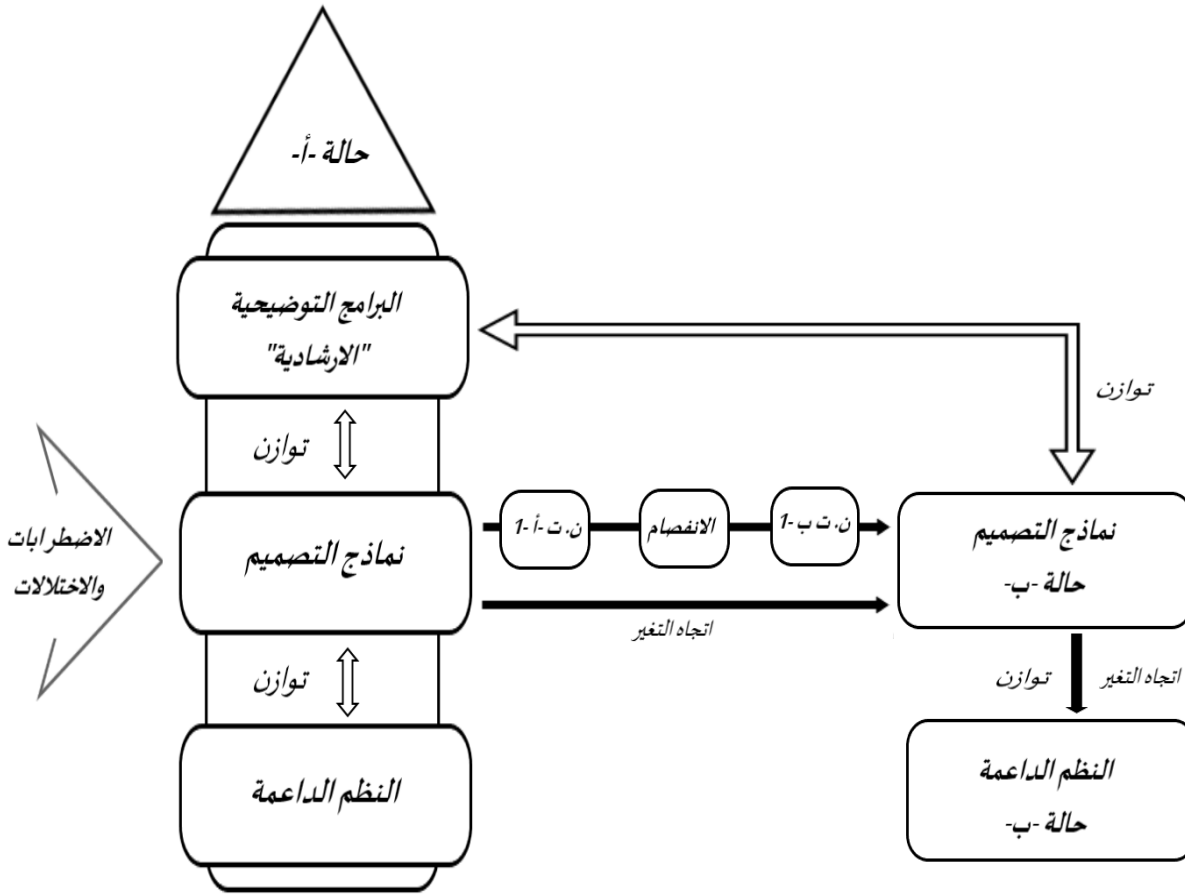 حالة -أ-
البرامج التوضيحية
"الارشادية"
توازن
توازن
الاضطرابات
والاختلالات
نماذج التصميم
ن. ت -أ -1
الانفصام
ن. ت ب -1
نماذج التصميم
حالة -ب-
اتجاه التغير
توازن
توازن
اتجاه التغير
النظم الداعمة
النظم الداعمة
حالة -ب-